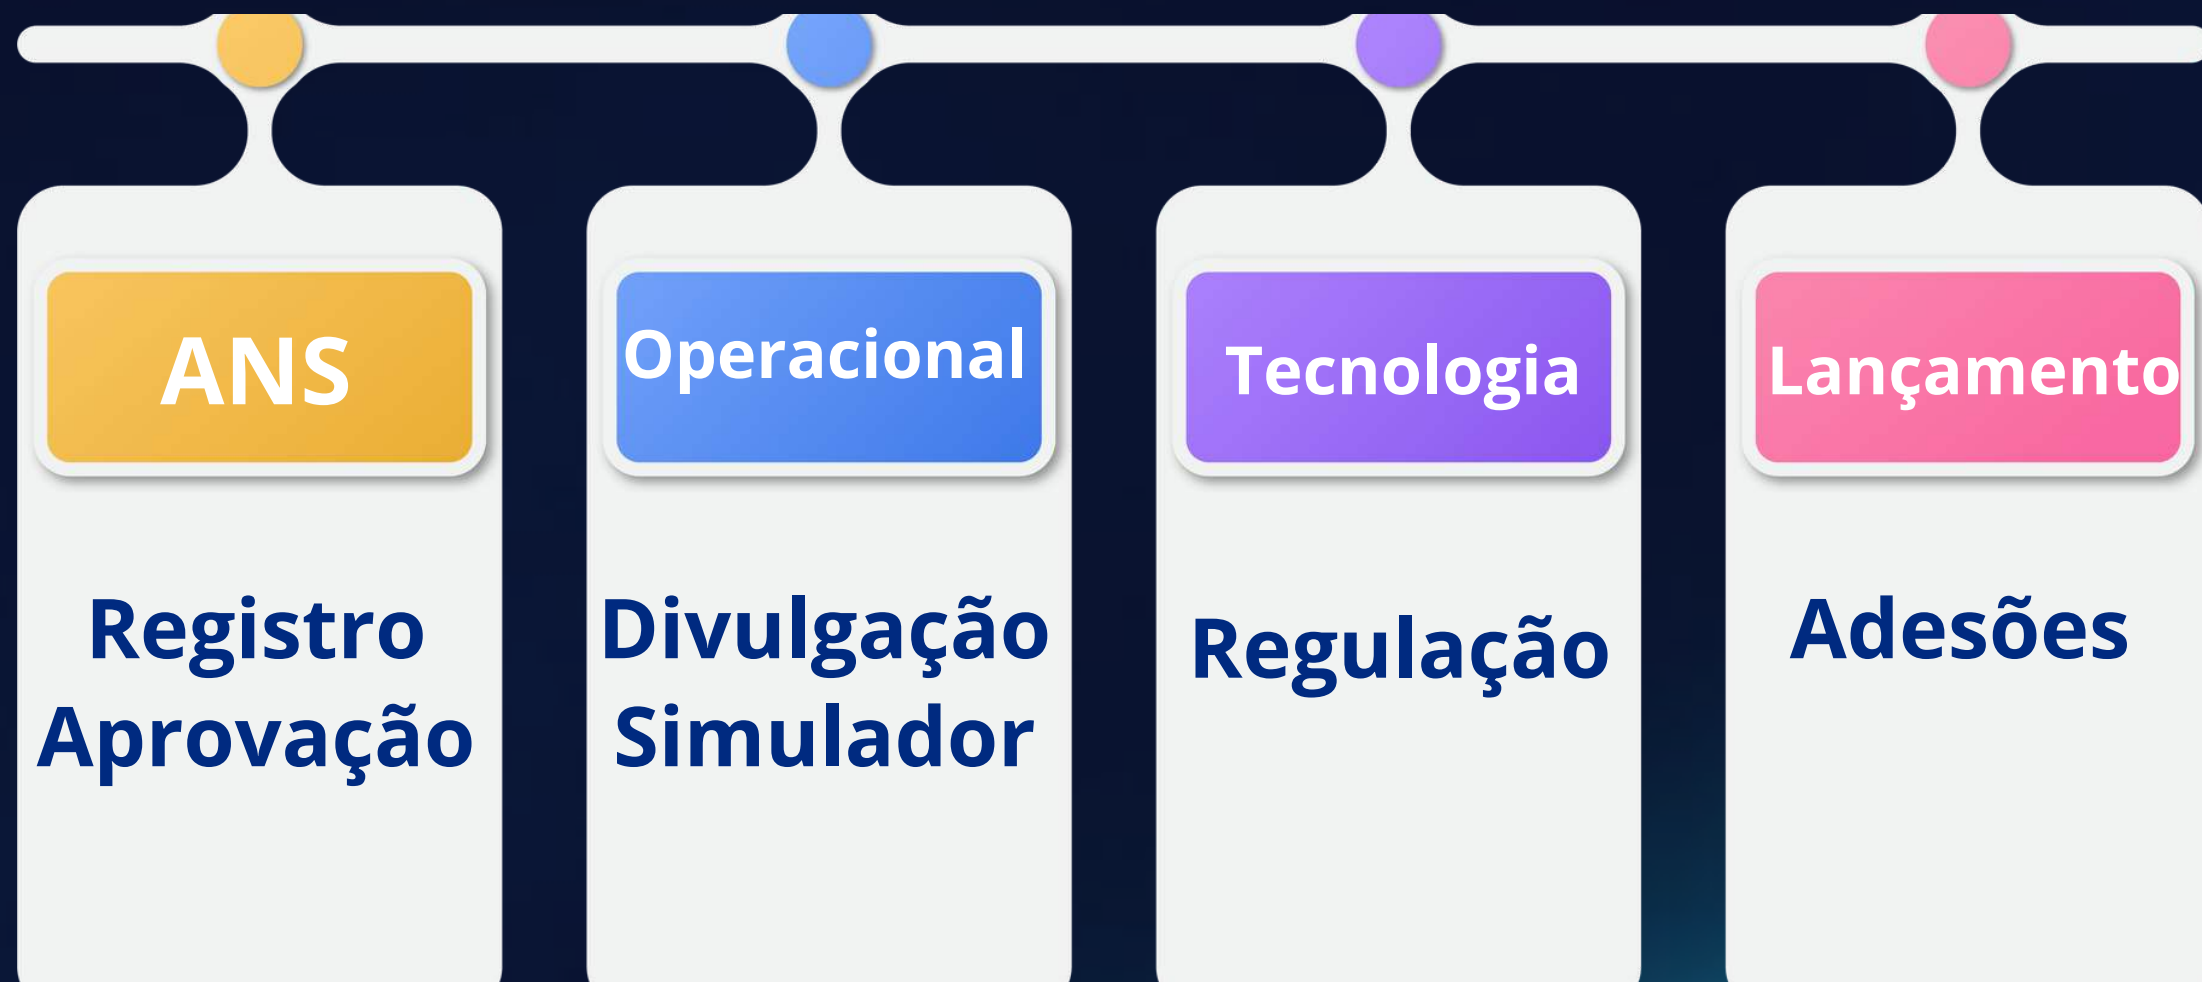 ANS
Registro
Aprovação
Operacional
Divulgação
Simulador
Tecnologia
Regulação
Lançamento
Adesões